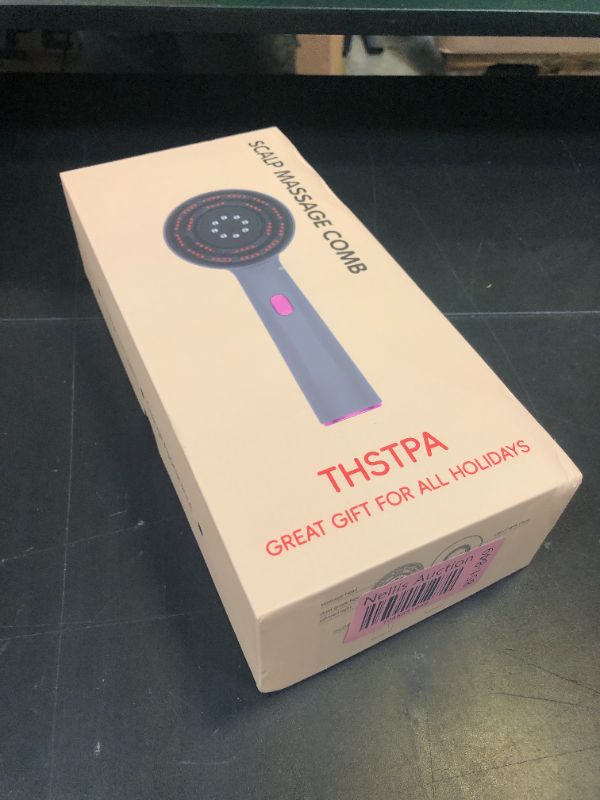 SCALP MASSAGE COMB
THSTPA
GREAT GIFT FOR ALL HOLIDAYS
Nellis Auction